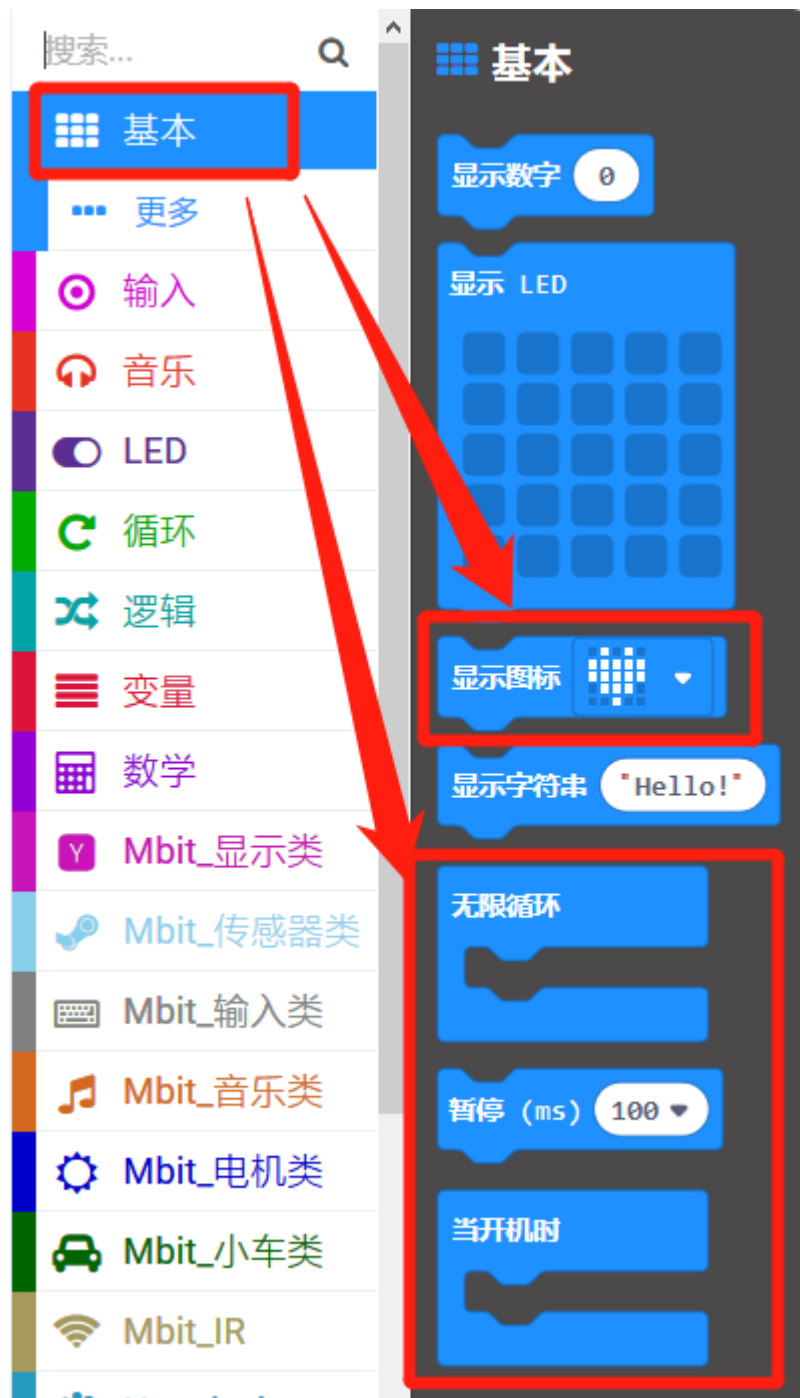 搜索...
基本
更多
输入
音乐
LED
循环
逻辑
变量
数学
Y
Mbit_显示类
Mbit_传感器类
Mbit_输入类
Mbit_音乐类
Mbit_电机类
Mbit_小车类
Mbit_IR
基本
显示数字 0
显示 LED
显示图标
显示字符串 "Hello!"
无限循环
暂停 (ms) 100
当开机时